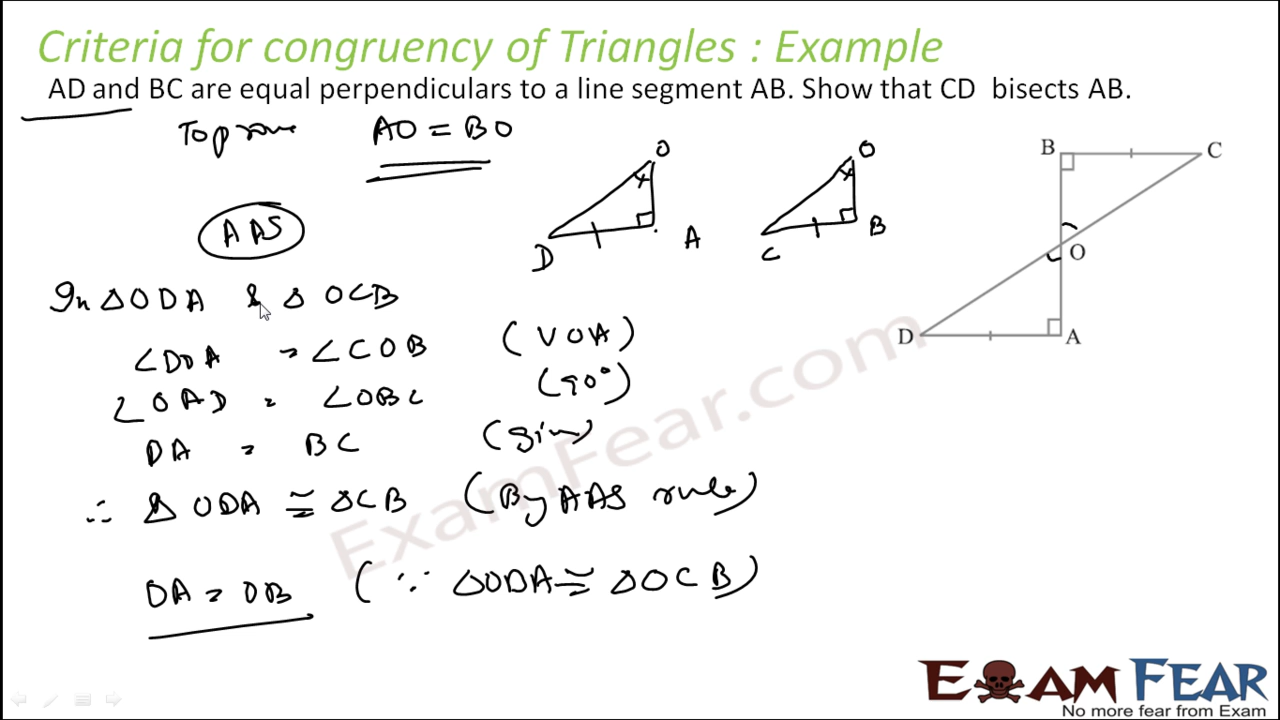 Criteria for congruency of Triangles : Example
AD and BC are equal perpendiculars to a line segment AB. Show that CD bisects AB.
To prove AO = BO
AAS
O
D
A
O
C
B
B
C
O
D
A
In △ODA & △ OCB
∠DOA = ∠COB (VOA)
∠OAD = ∠OBC (90°)
DA = BC (given)
∴ △ ODA ≅ △OCB (By AAS rule)
OA = OB (∵ △ODA ≅ △OCB)
ExamFear.com
EXAM FEAR
No more fear from Exam